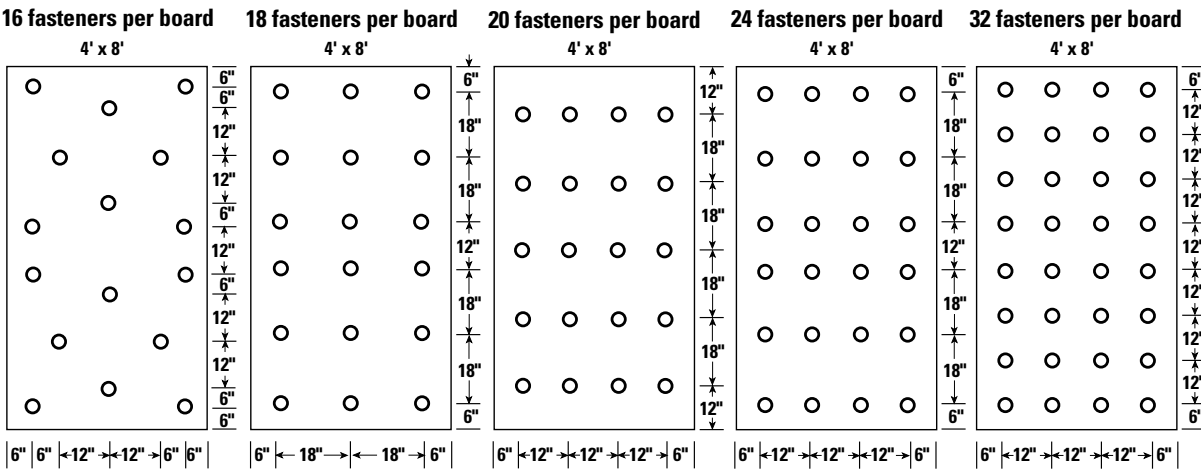 16 fasteners per board
4' x 8'
6"
6"
12"
12"
6"
12"
6"
12"
12"
6"
6"
6" 6" 12" 12" 6" 6"
18 fasteners per board
4' x 8'
6"
18"
18"
12"
18"
18"
6"
6" 18" 18" 6"
20 fasteners per board
4' x 8'
12"
18"
18"
18"
18"
12"
6" 12" 12" 12" 6"
24 fasteners per board
4' x 8'
6"
18"
18"
12"
18"
18"
6"
6" 12" 12" 12" 6"
32 fasteners per board
4' x 8'
6"
12"
12"
12"
12"
12"
12"
12"
6"
6" 12" 12" 12" 6"